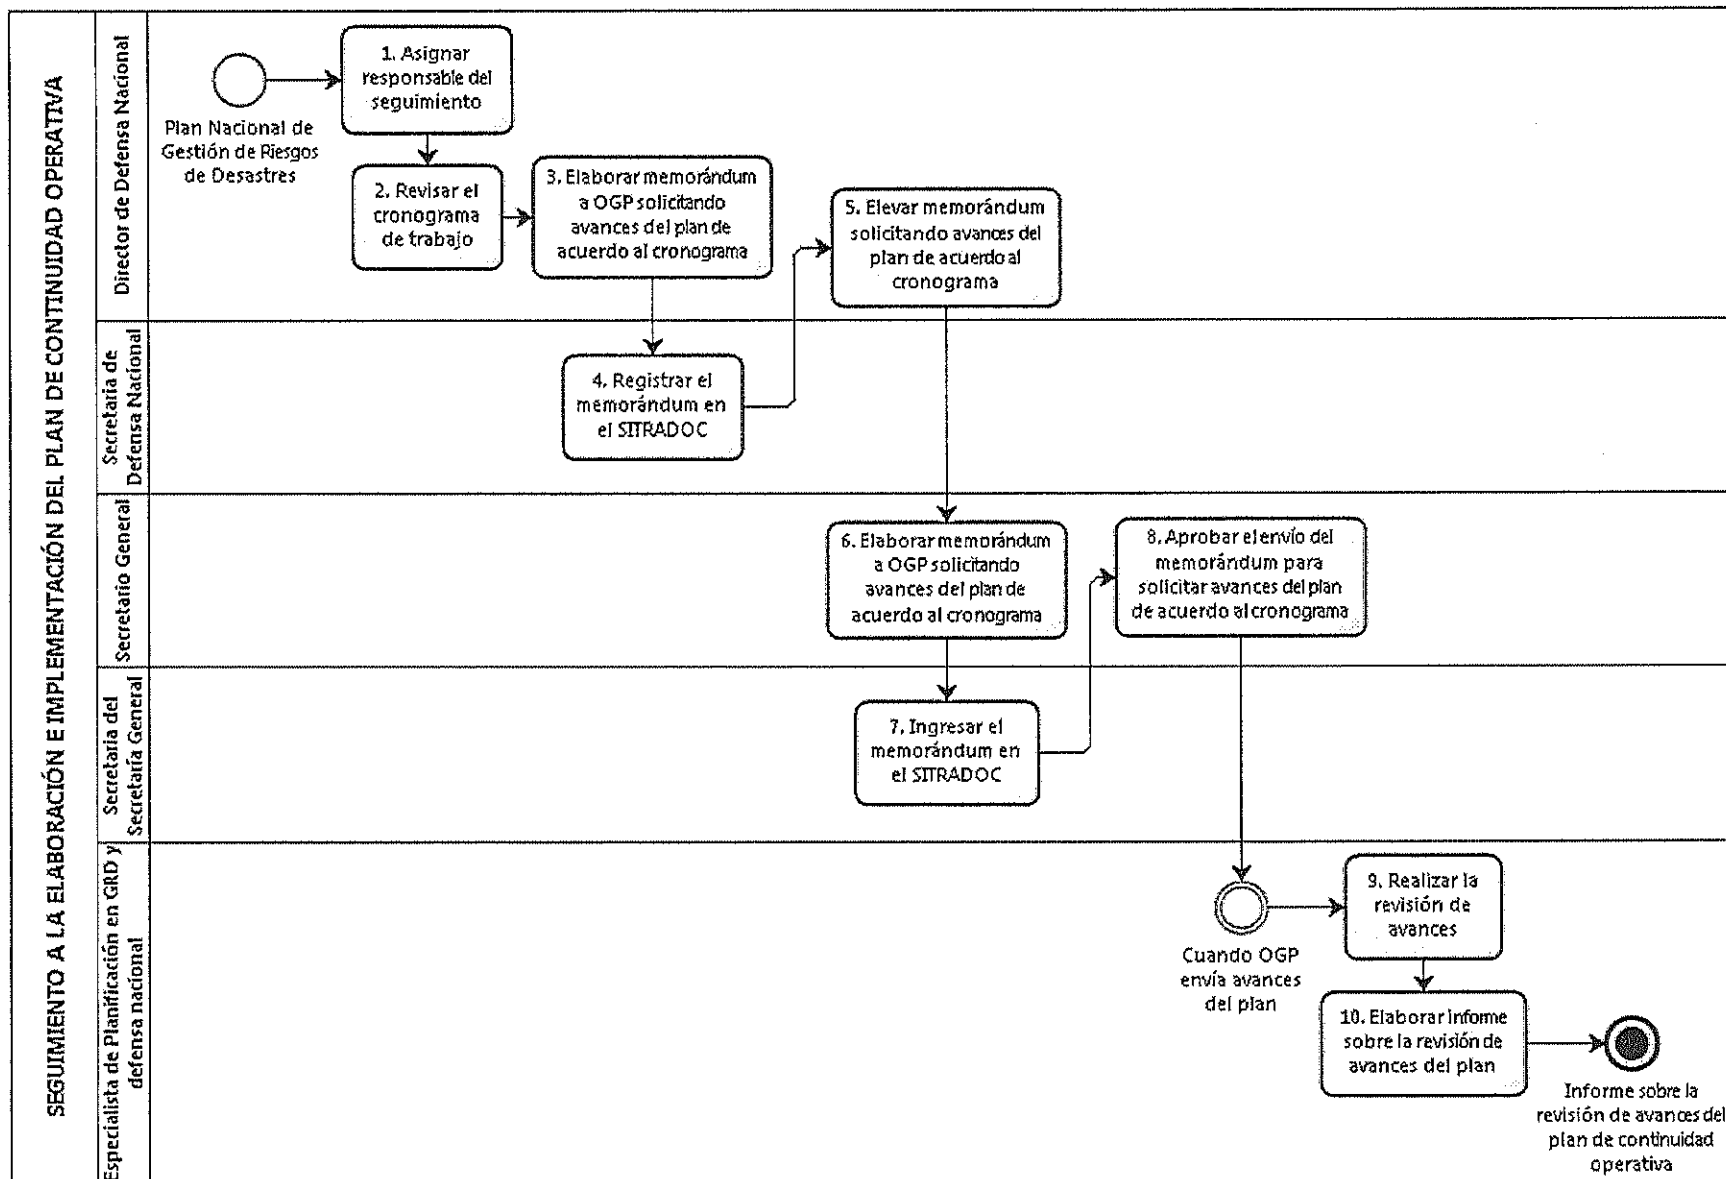 SEGUIMIENTO A LA ELABORACIÓN E IMPLEMENTACIÓN DEL PLAN DE CONTINUIDAD OPERATIVA
Director de Defensa Nacional
Plan Nacional de
Gestión de Riesgos
de Desastres
1. Asignar
responsable del
seguimiento
2. Revisar el
cronograma
de trabajo
3. Elaborar memorándum
a OGP solicitando
avances del plan de
acuerdo al cronograma
5. Elevar memorándum
solicitando avances del
plan de acuerdo al
cronograma
Secretaria de
Defensa Nacional
4. Registrar el
memorándum en
el SITRADOC
Secretario General
6. Elaborar memorándum
a OGP solicitando
avances del plan de
acuerdo al cronograma
8. Aprobar el envío del
memorándum para
solicitar avances del plan
de acuerdo al cronograma
Secretaria del
Secretaría General
7. Ingresar el
memorándum en
el SITRADOC
Especialista de Planificación en GRD y
defensa nacional
Cuando OGP
envía avances
del plan
9. Realizar la
revisión de
avances
10. Elaborar informe
sobre la revisión de
avances del plan
Informe sobre la
revisión de avances del
plan de continuidad
operativa